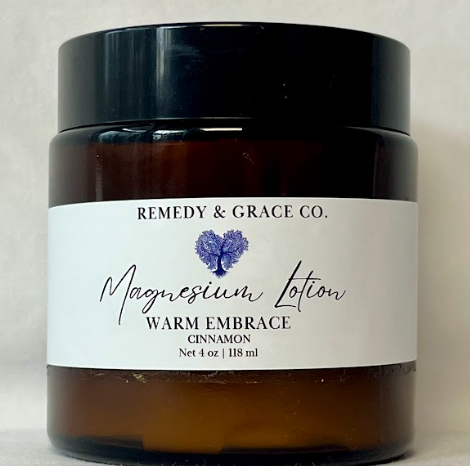 REMEDY & GRACE CO.
Magnesium Lotion
WARM EMBRACE
CINNAMON
Net 4 oz | 118 ml